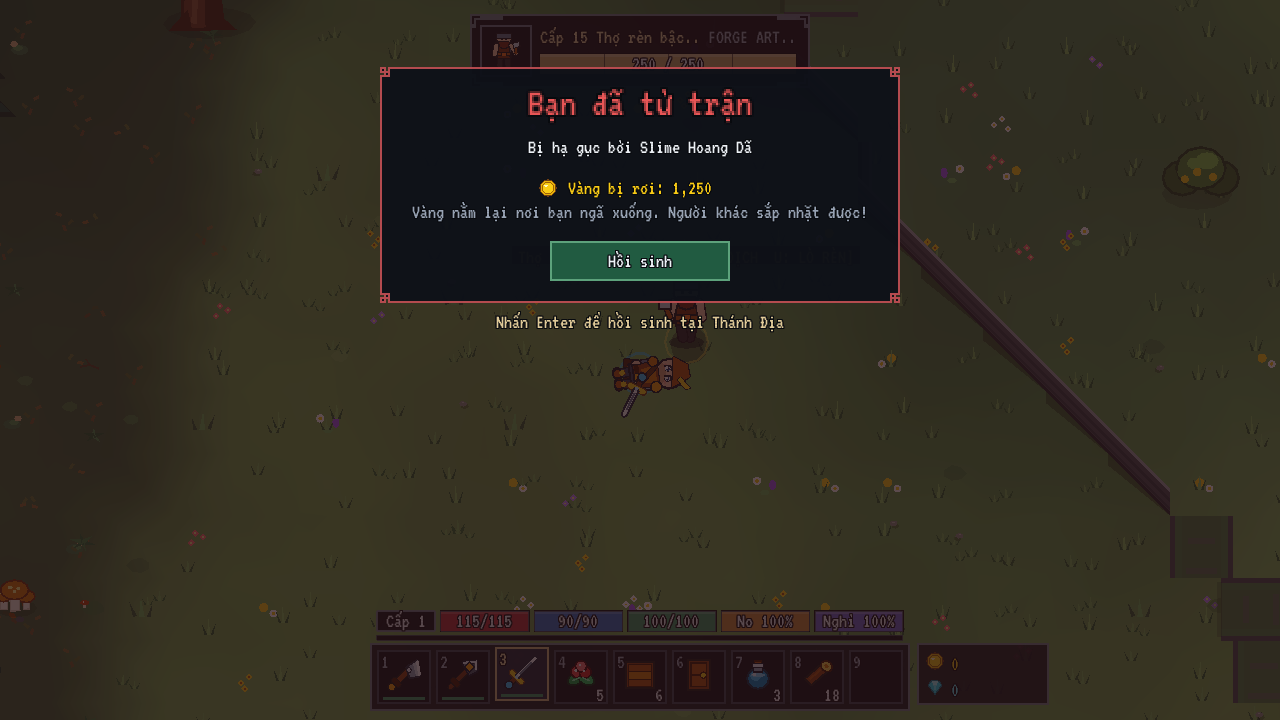 Cấp 15 Thợ rèn bậc.. FORGE ART..
250 / 250
Bạn đã tử trận
Bị hạ gục bởi Slime Hoang Dã
Vàng bị rơi: 1,250
Vàng nằm lại nơi bạn ngã xuống. Người khác sắp nhặt được!
Hồi sinh
Nhấn Enter để hồi sinh tại Thánh Địa
Cấp 1 115/115 90/90 100/100 No 100% Nghỉ 100%
1 2 3 4 5 6 7 8 9
5 6 3 18
0
0